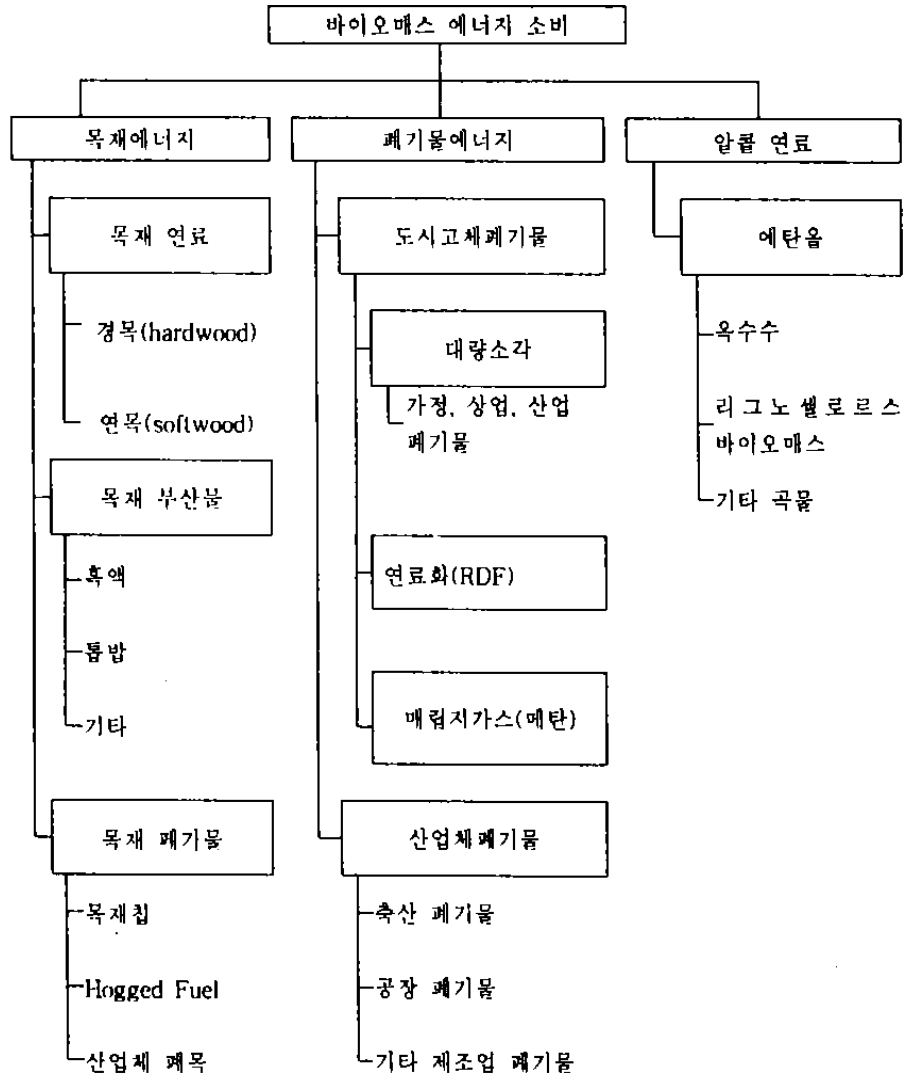 바이오매스 에너지 소비
목재에너지
목재 연료
경목(hardwood)
연목(softwood)
목재 부산물
흑액
톱밥
기타
목재 폐기물
목재칩
Hogged Fuel
산업체 폐목
폐기물에너지
도시고체폐기물
대량소각
가정, 상업, 산업
폐기물
연료화(RDF)
매립지가스(메탄)
산업체폐기물
축산 폐기물
공장 폐기물
기타 제조업 폐기물
알콜 연료
에탄올
옥수수
리그노쎌로르스
바이오매스
기타 곡물